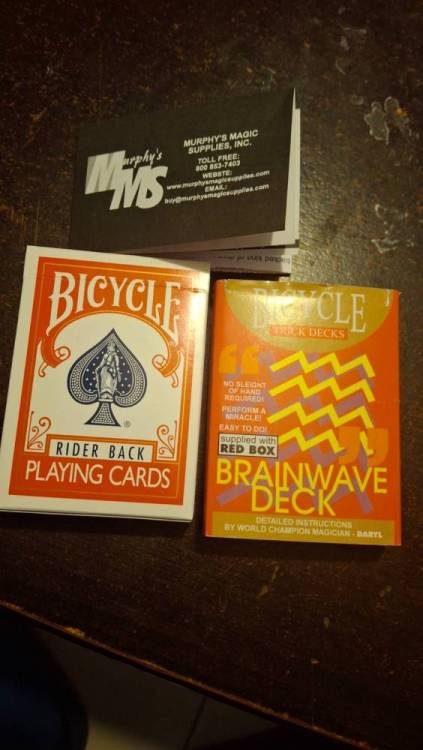 Murphy's
MMS
MURPHY'S MAGIC
SUPPLIES, INC.
TOLL FREE:
800 853-7403
WEBSITE:
www.murphysmagicsupplies.com
EMAIL:
buy@murphysmagicsupplies.com
BICYCLE
®
RIDER BACK
PLAYING CARDS
BICYCLE
TRICK DECKS
“
NO SLEIGHT
OF HAND
REQUIRED!
PERFORM A
MIRACLE!
EASY TO DO!
supplied with
RED BOX
”
BRAINWAVE
DECK
DETAILED INSTRUCTIONS
BY WORLD CHAMPION MAGICIAN - DARYL